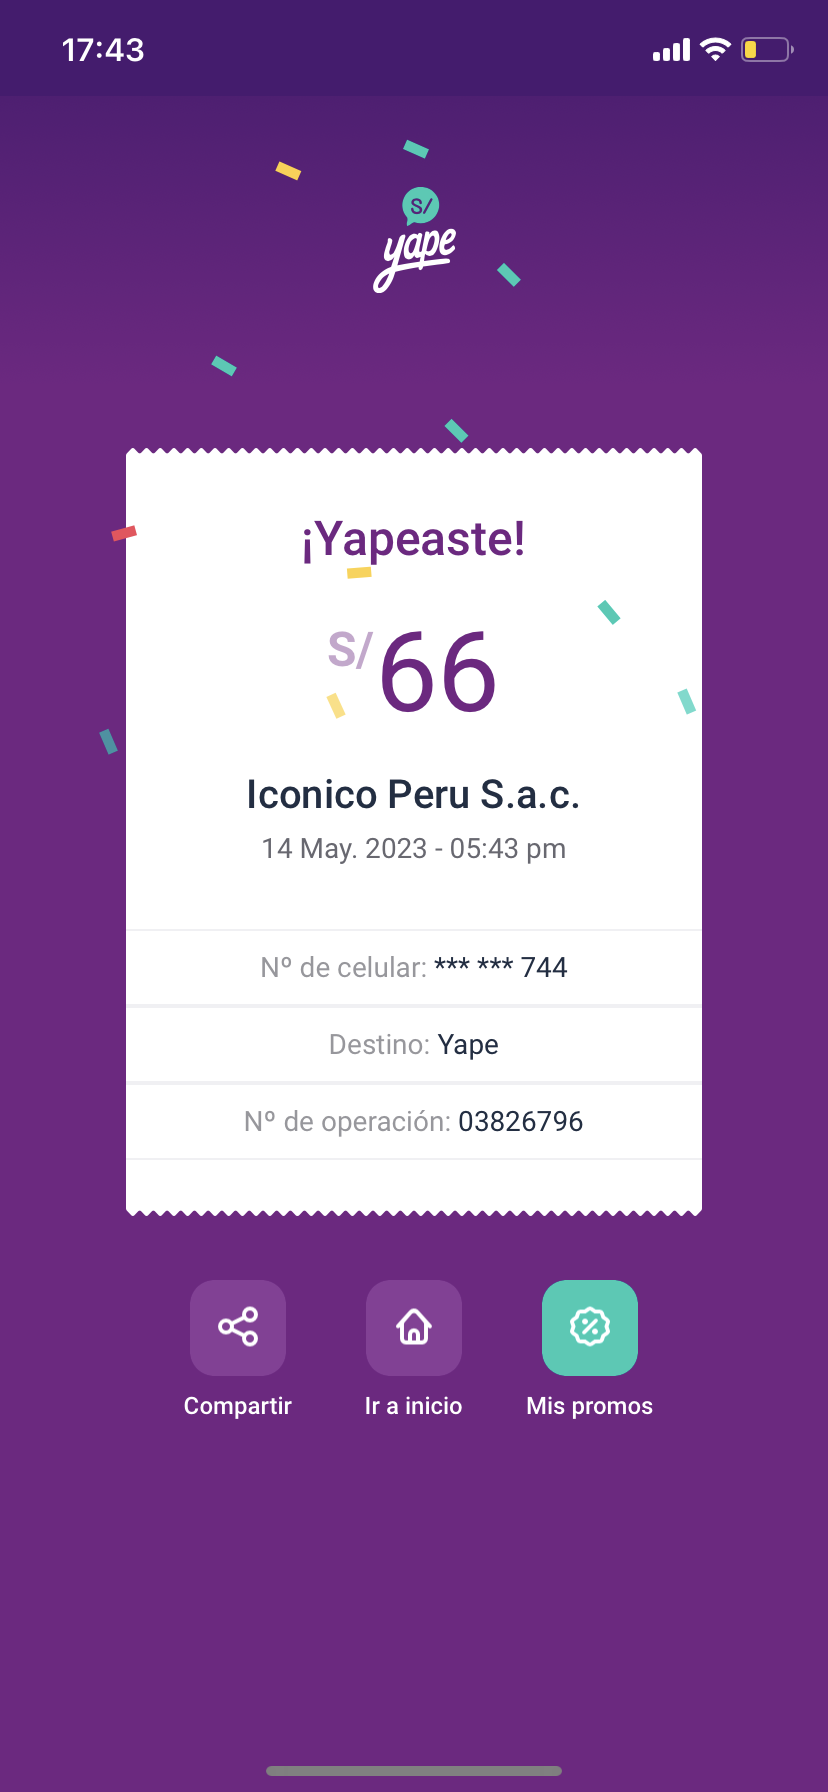 17:43
S/
yape
¡Yapeaste!
S/66
Iconico Peru S.a.c.
14 May. 2023 - 05:43 pm
Nº de celular: *** *** 744
Destino: Yape
Nº de operación: 03826796
Compartir
Ir a inicio
Mis promos